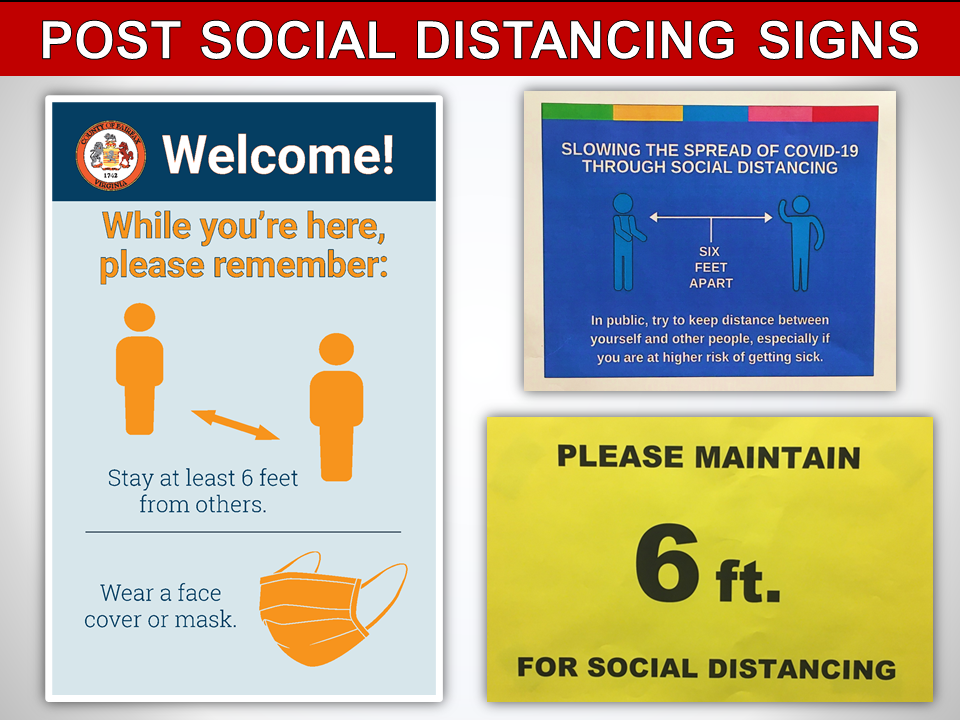 POST SOCIAL DISTANCING SIGNS
COUNTY OF FAIRFAX
Welcome!
1742
VIRGINIA
While you're here,
please remember:
Stay at least 6 feet
from others.
Wear a face
cover or mask.
SLOWING THE SPREAD OF COVID-19
THROUGH SOCIAL DISTANCING
SIX
FEET
APART
In public, try to keep distance between
yourself and other people, especially if
you are at higher risk of getting sick.
PLEASE MAINTAIN
6 ft.
FOR SOCIAL DISTANCING